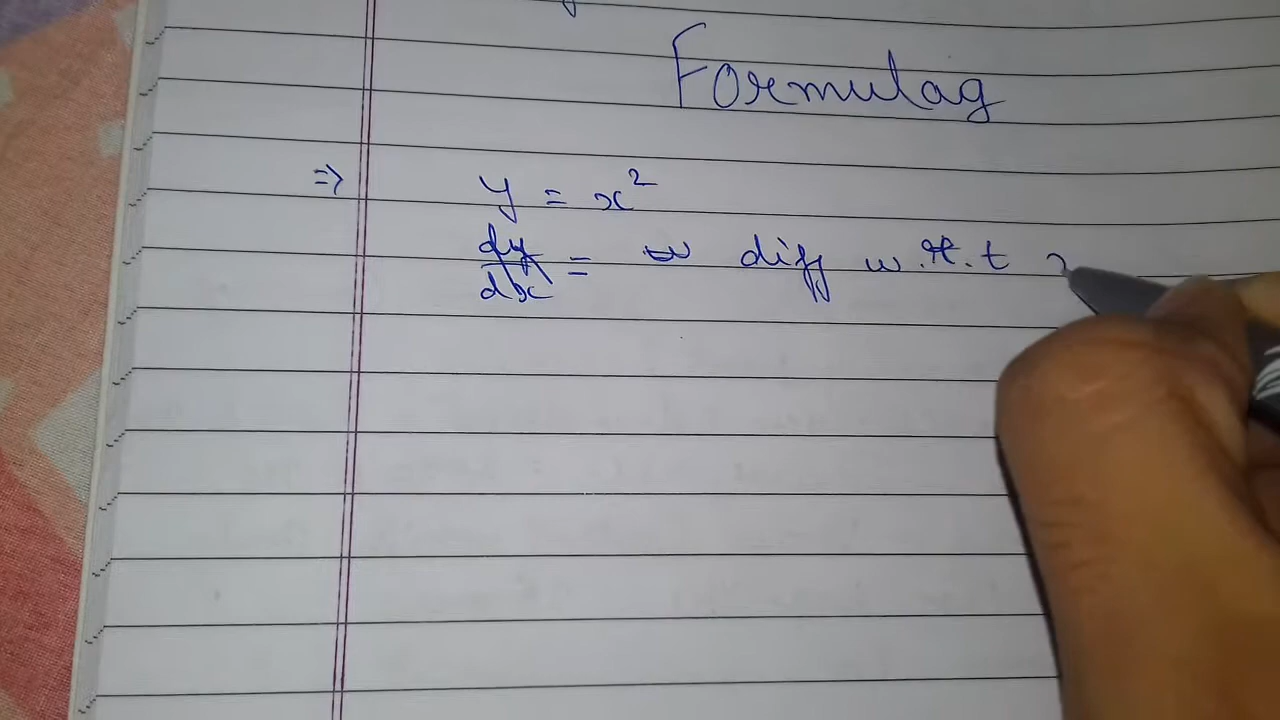 Formulas
⇒ y = x²
dy/dx = diff w.r.t